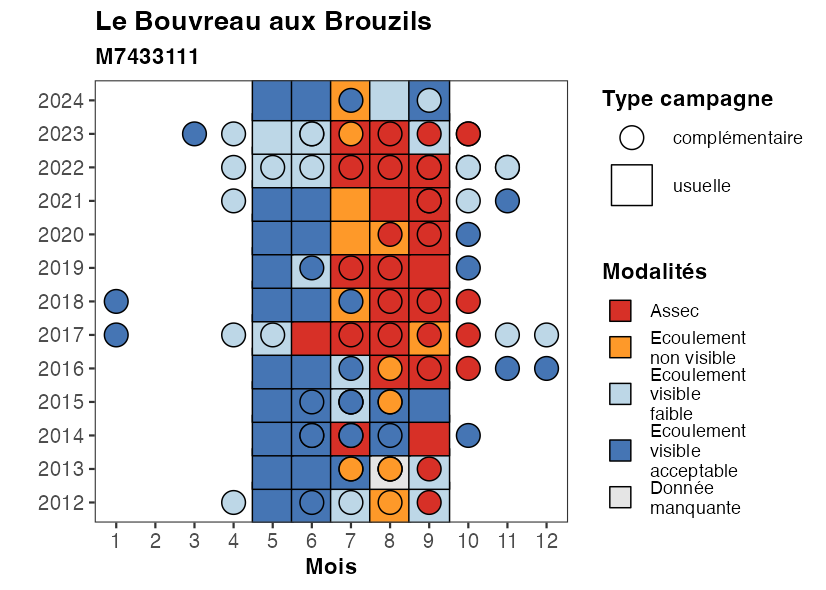 Le Bouvreau aux Brouzils
M7433111
2024
2023
2022
2021
2020
2019
2018
2017
2016
2015
2014
2013
2012
1 2 3 4 5 6 7 8 9 10 11 12
Mois
Type campagne
complémentaire
usuelle
Modalités
Assec
Ecoulement
non visible
Ecoulement
visible
faible
Ecoulement
visible
acceptable
Donnée
manquante